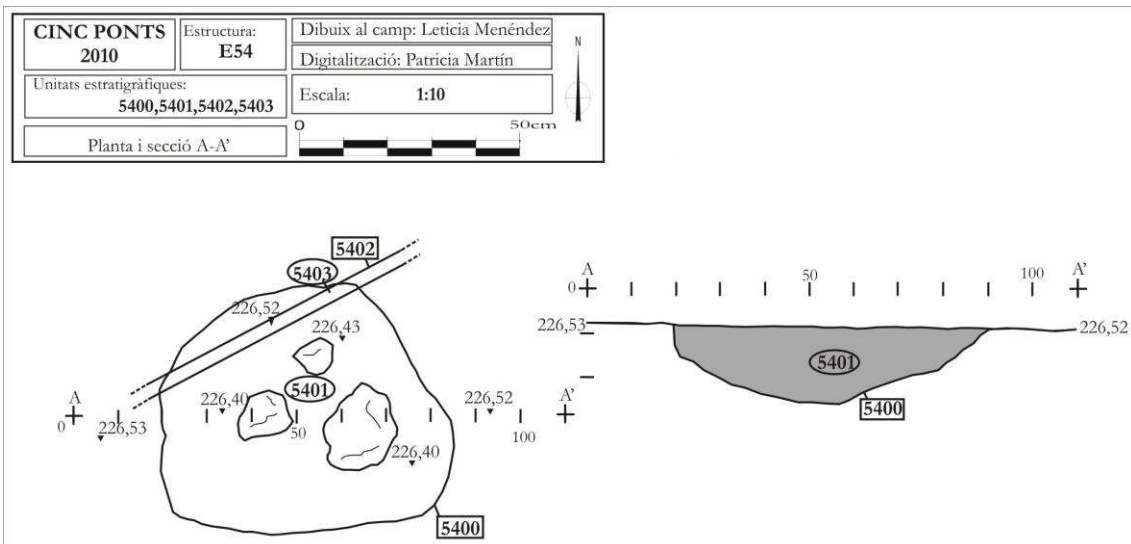 CINC PONTS
2010
Estructura:
E54
Dibuix al camp: Leticia Menéndez
Digitalització: Patricia Martín
Unitats estratigràfiques:
5400,5401,5402,5403
Escala: 1:10
Planta i secció A-A'
0 50cm
N
5402
5403
226,52
226,43
5401
A
0
226,53
226,40
50
226,40
226,52
100
A'
5400
A
0
50
100
A'
226,53
226,52
5401
5400